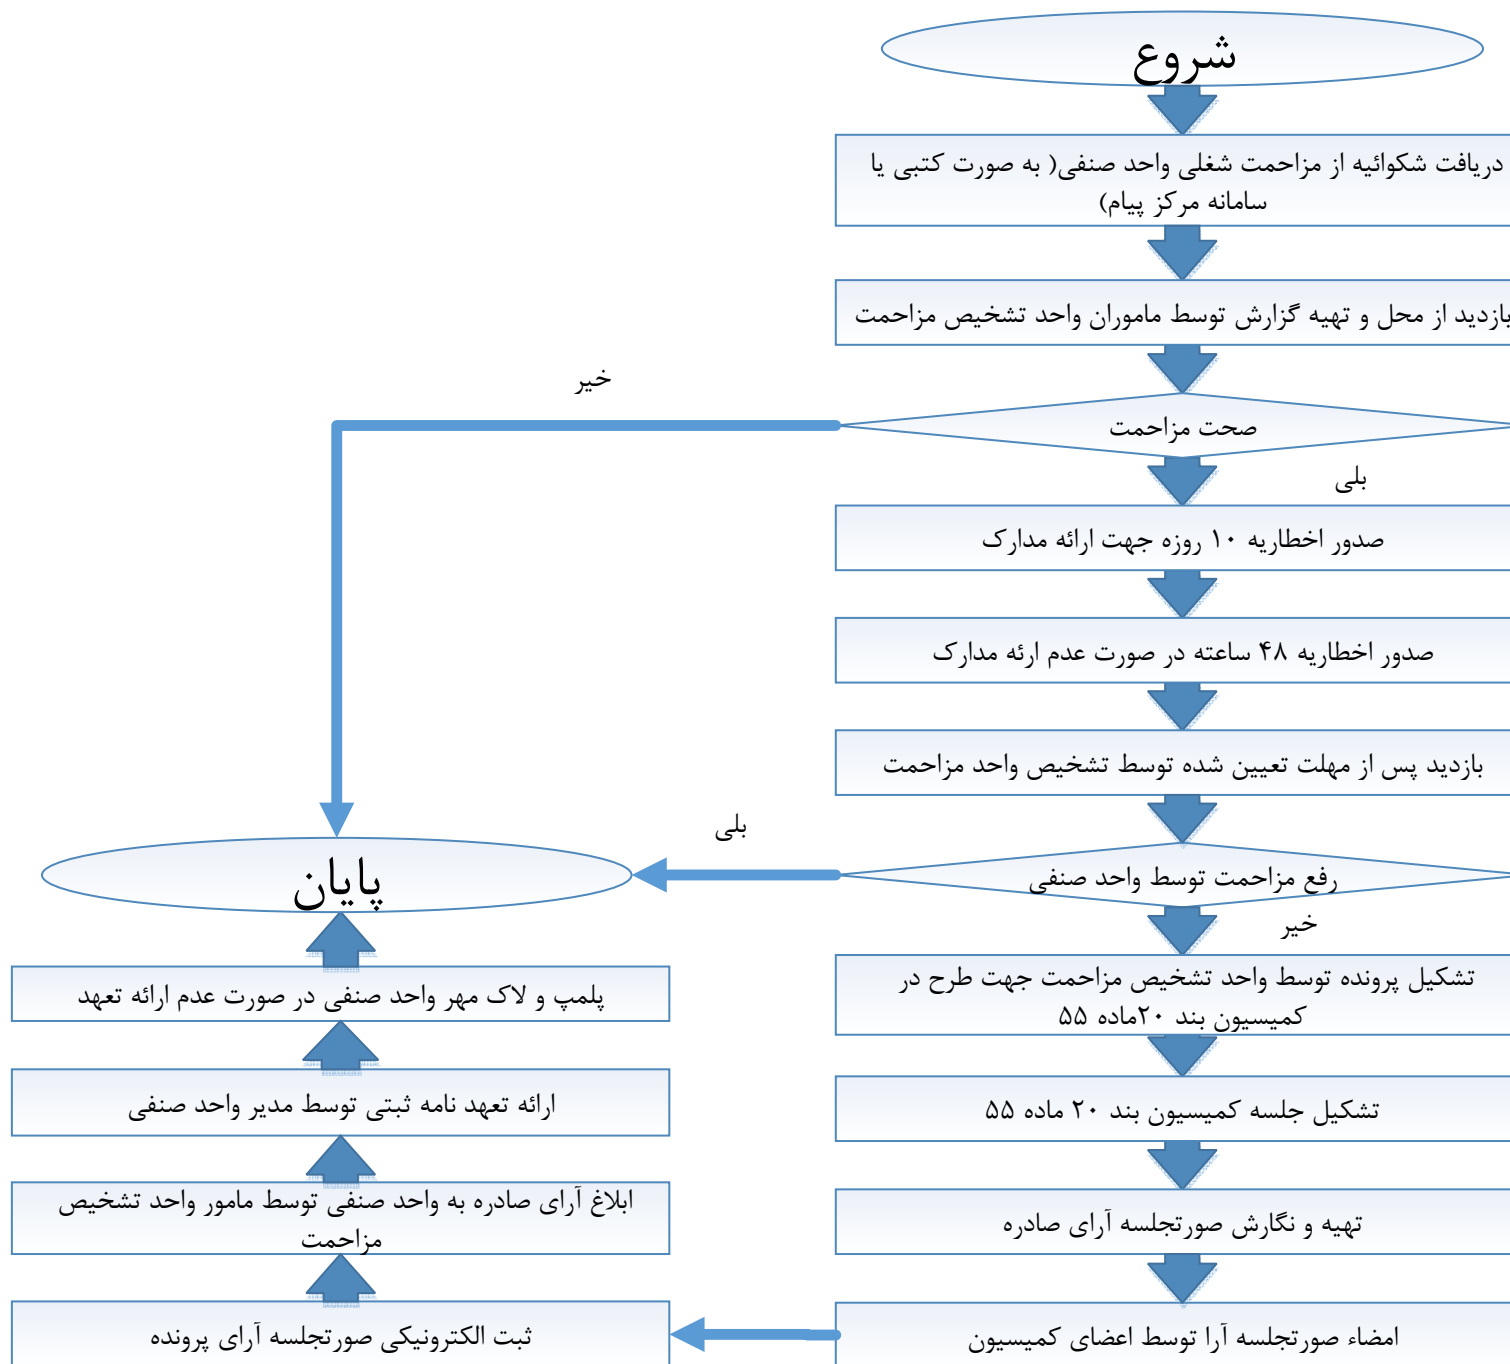 شروع
دریافت شکوائیه از مزاحمت شغلی واحد صنفی( به صورت کتبی یا
سامانه مرکز پیام)
بازدید از محل و تهیه گزارش توسط ماموران واحد تشخیص مزاحمت
خیر
صحت مزاحمت
بلی
صدور اخطاریه ۱۰ روزه جهت ارائه مدارک
صدور اخطاریه ۴۸ ساعته در صورت عدم ارئه مدارک
بازدید پس از مهلت تعیین شده توسط تشخیص واحد مزاحمت
بلی
رفع مزاحمت توسط واحد صنفی
خیر
تشکیل پرونده توسط واحد تشخیص مزاحمت جهت طرح در
کمیسیون بند ۲۰ماده ۵۵
تشکیل جلسه کمیسیون بند ۲۰ ماده ۵۵
تهیه و نگارش صورتجلسه آرای صادره
امضاء صورتجلسه آرا توسط اعضای کمیسیون
ثبت الکترونیکی صورتجلسه آرای پرونده
ابلاغ آرای صادره به واحد صنفی توسط مامور واحد تشخیص
مزاحمت
ارائه تعهد نامه ثبتی توسط مدیر واحد صنفی
پلمپ و لاک مهر واحد صنفی در صورت عدم ارائه تعهد
پایان